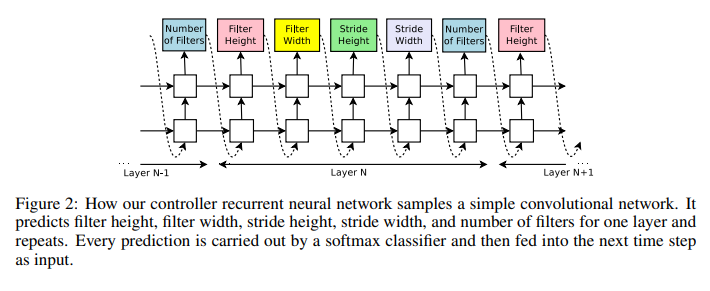 Number of Filters
Filter Height
Filter Width
Stride Height
Stride Width
Number of Filters
Filter Height
...
Layer N-1
Layer N
...
Layer N+1
Figure 2: How our controller recurrent neural network samples a simple convolutional network. It
predicts filter height, filter width, stride height, stride width, and number of filters for one layer and
repeats. Every prediction is carried out by a softmax classifier and then fed into the next time step
as input.